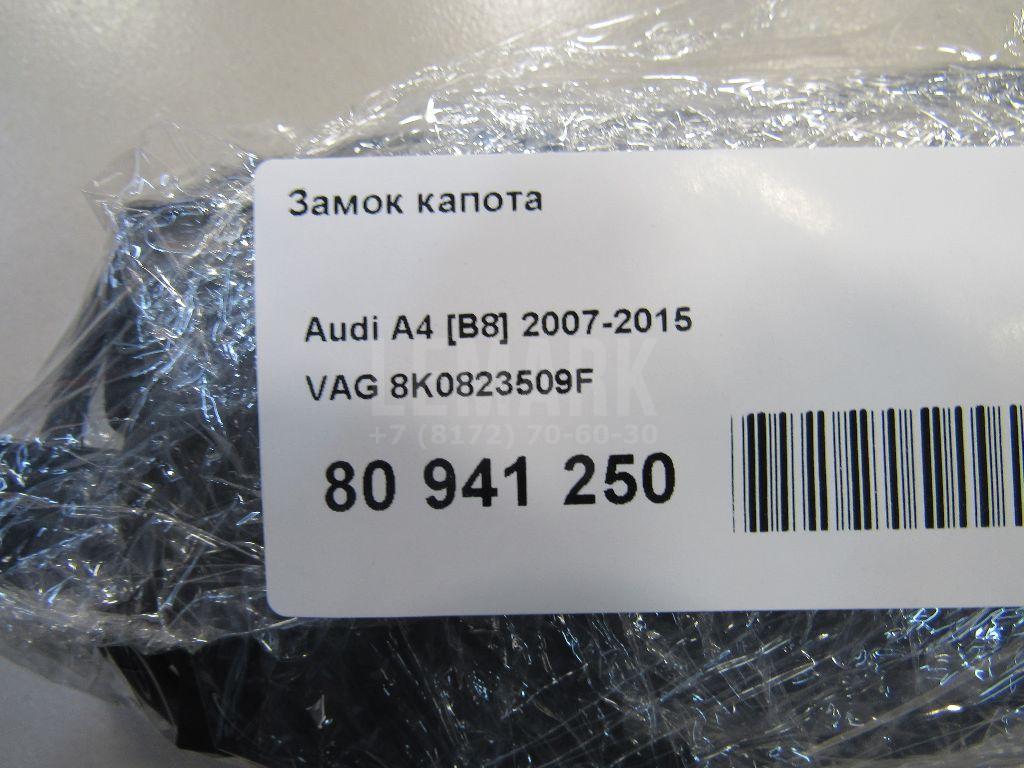 Замок капота
Audi A4 [B8] 2007-2015
VAG 8K0823509F
LEMARK
+7 (8172) 70-60-30
80 941 250